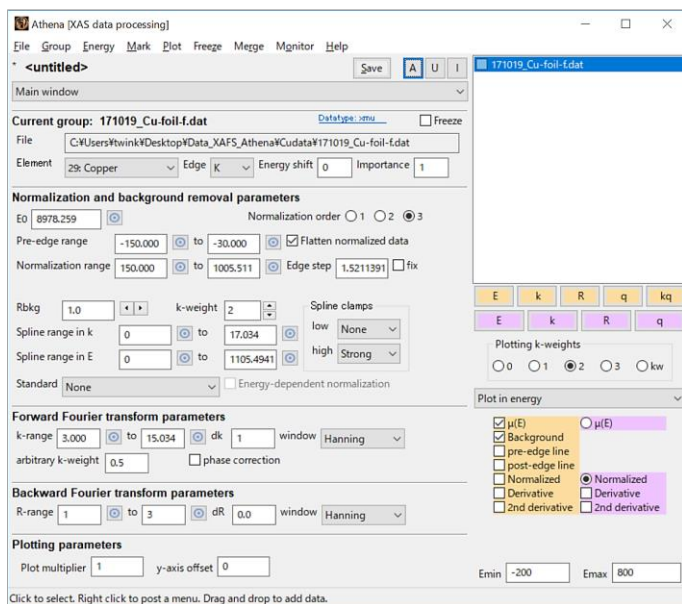 Athena [XAS data processing]
File Group Energy Mark Plot Freeze Merge Monitor Help
* <untitled>
Save A U I
Main window
Current group: 171019_Cu-foil-f.dat Datatype: xmu Freeze
File C:¥Users¥twink¥Desktop¥Data_XAFS_Athena¥Cudata¥171019_Cu-foil-f.dat
Element 29: Copper Edge K Energy shift 0 Importance 1
Normalization and background removal parameters
E0 8978.259 Normalization order 1 2 3
Pre-edge range -150.000 to -30.000 Flatten normalized data
Normalization range 150.000 to 1005.511 Edge step 1.5211391 fix
Rbkg 1.0 k-weight 2 Spline clamps
Spline range in k 0 to 17.034 low None
Spline range in E 0 to 1105.4941 high Strong
Standard None Energy-dependent normalization
Forward Fourier transform parameters
k-range 3.000 to 15.034 dk 1 window Hanning
arbitrary k-weight 0.5 phase correction
Backward Fourier transform parameters
R-range 1 to 3 dR 0.0 window Hanning
Plotting parameters
Plot multiplier 1 y-axis offset 0
Click to select. Right click to post a menu. Drag and drop to add data.
171019_Cu-foil-f.dat
E k R q kq
E k R q
Plotting k-weights
0 1 2 3 kw
Plot in energy
μ(E) μ(E)
Background
pre-edge line
post-edge line
Normalized Normalized
Derivative Derivative
2nd derivative 2nd derivative
Emin -200 Emax 800